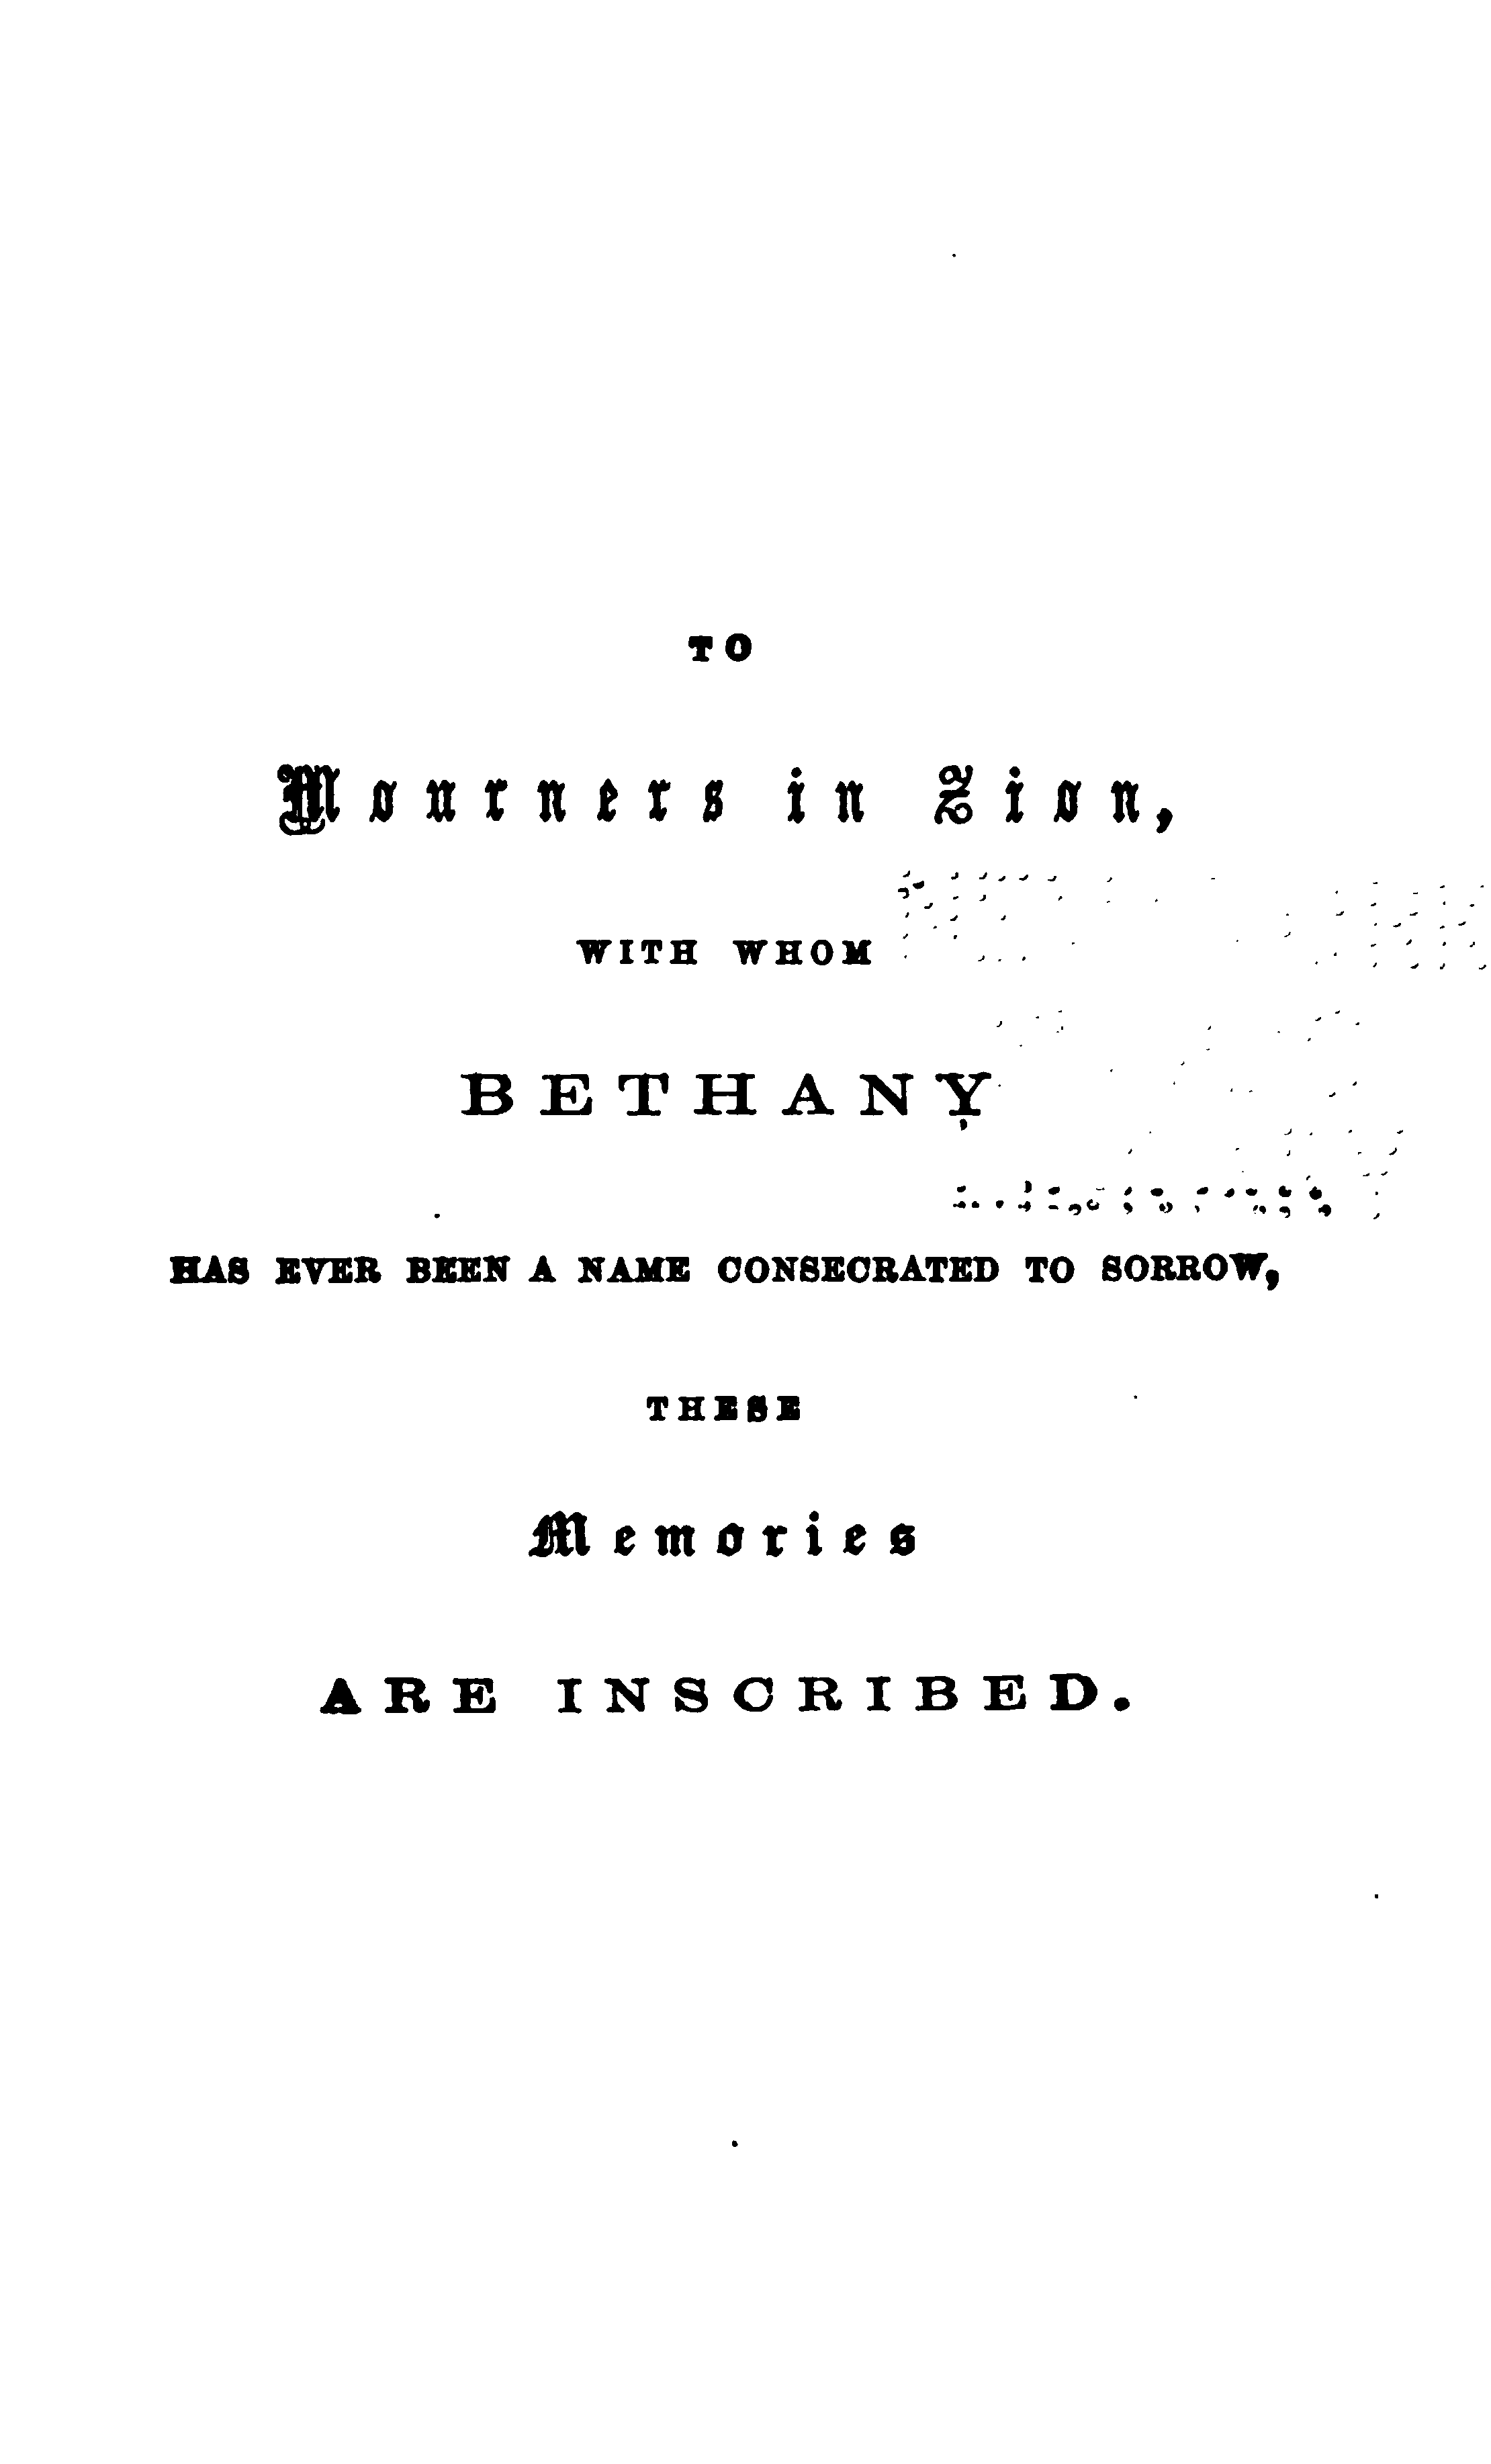 TO
Mourners in Zion,
WITH WHOM
BETHANY
HAS EVER BEEN A NAME CONSECRATED TO SORROW,
THESE
Memories
ARE INSCRIBED.